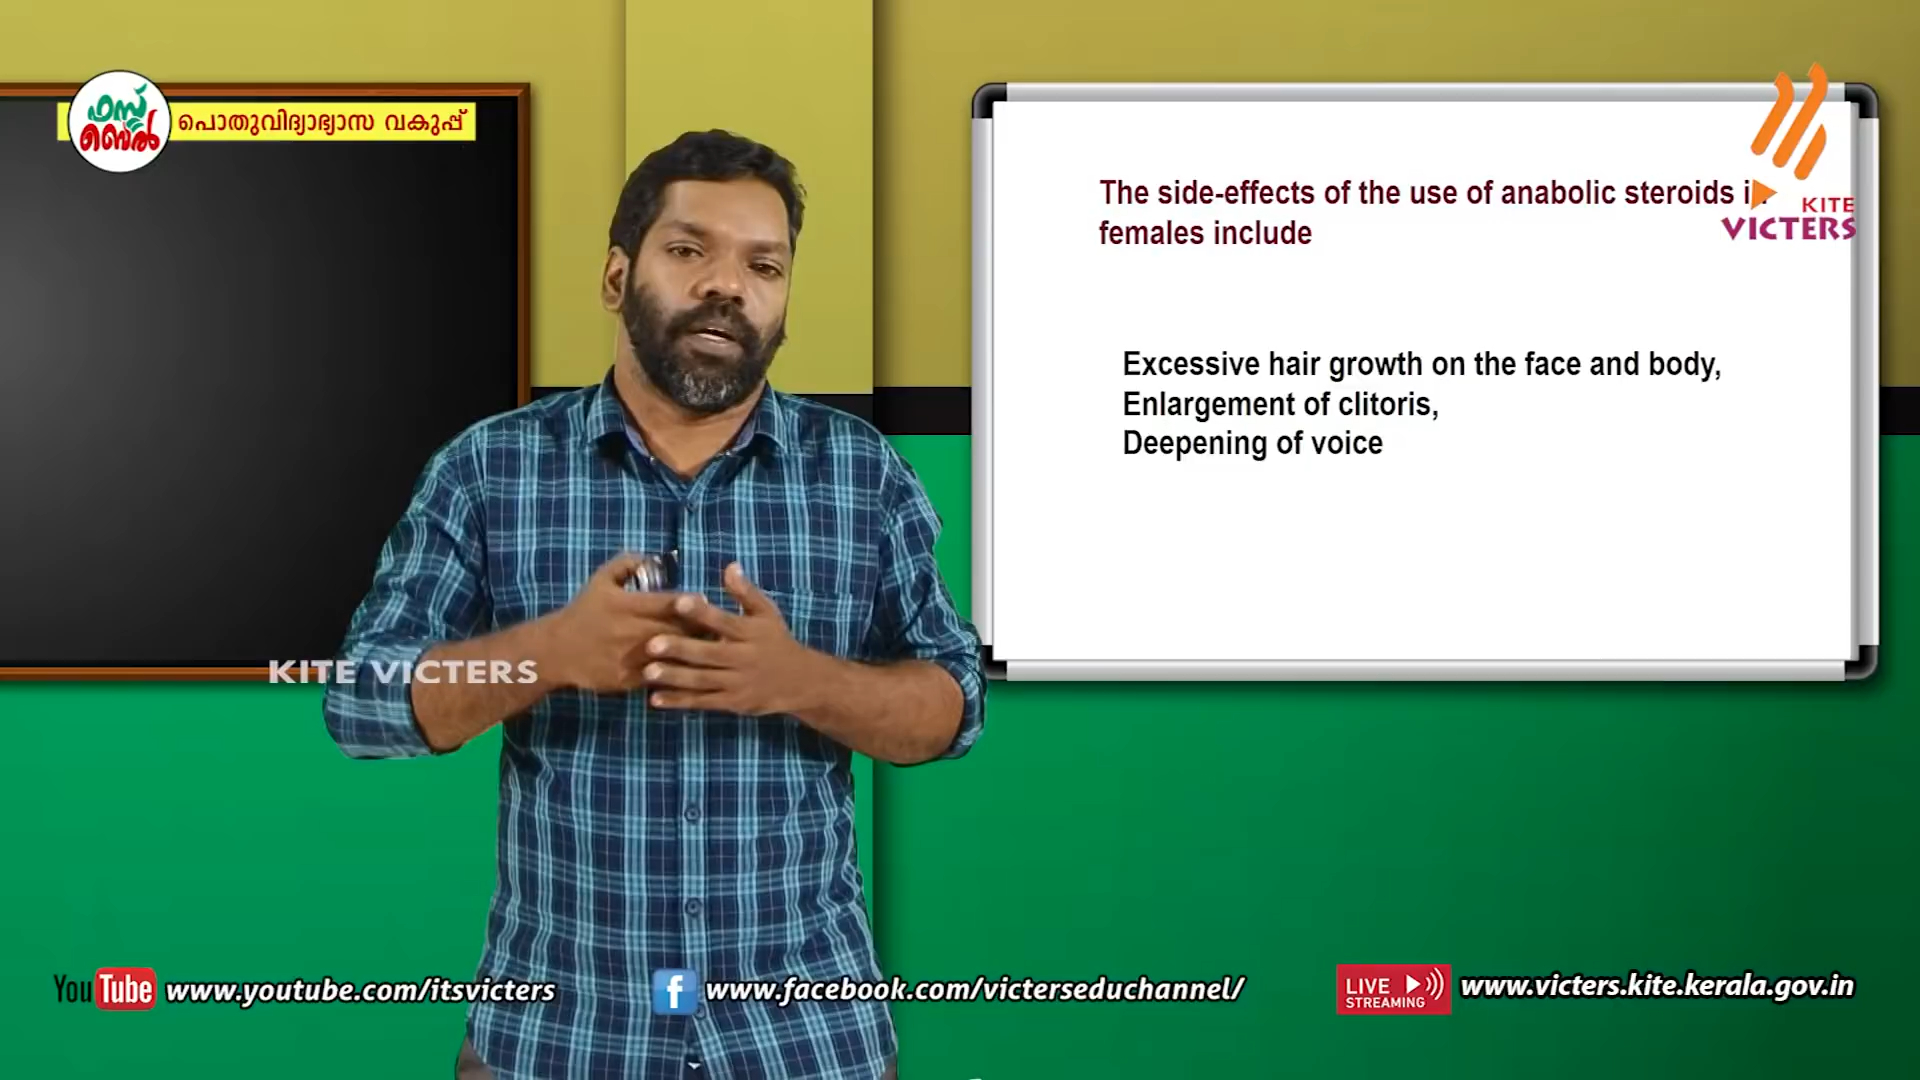 ഫസ്റ്റ്
ബെൽ
പൊതുവിദ്യാഭ്യാസ വകുപ്പ്
The side-effects of the use of anabolic steroids in
females include
KITE
VICTERS
Excessive hair growth on the face and body,
Enlargement of clitoris,
Deepening of voice
KITE VICTERS
YouTube www.youtube.com/itsvicters
f www.facebook.com/victerseduchannel/
LIVE STREAMING www.victers.kite.kerala.gov.in